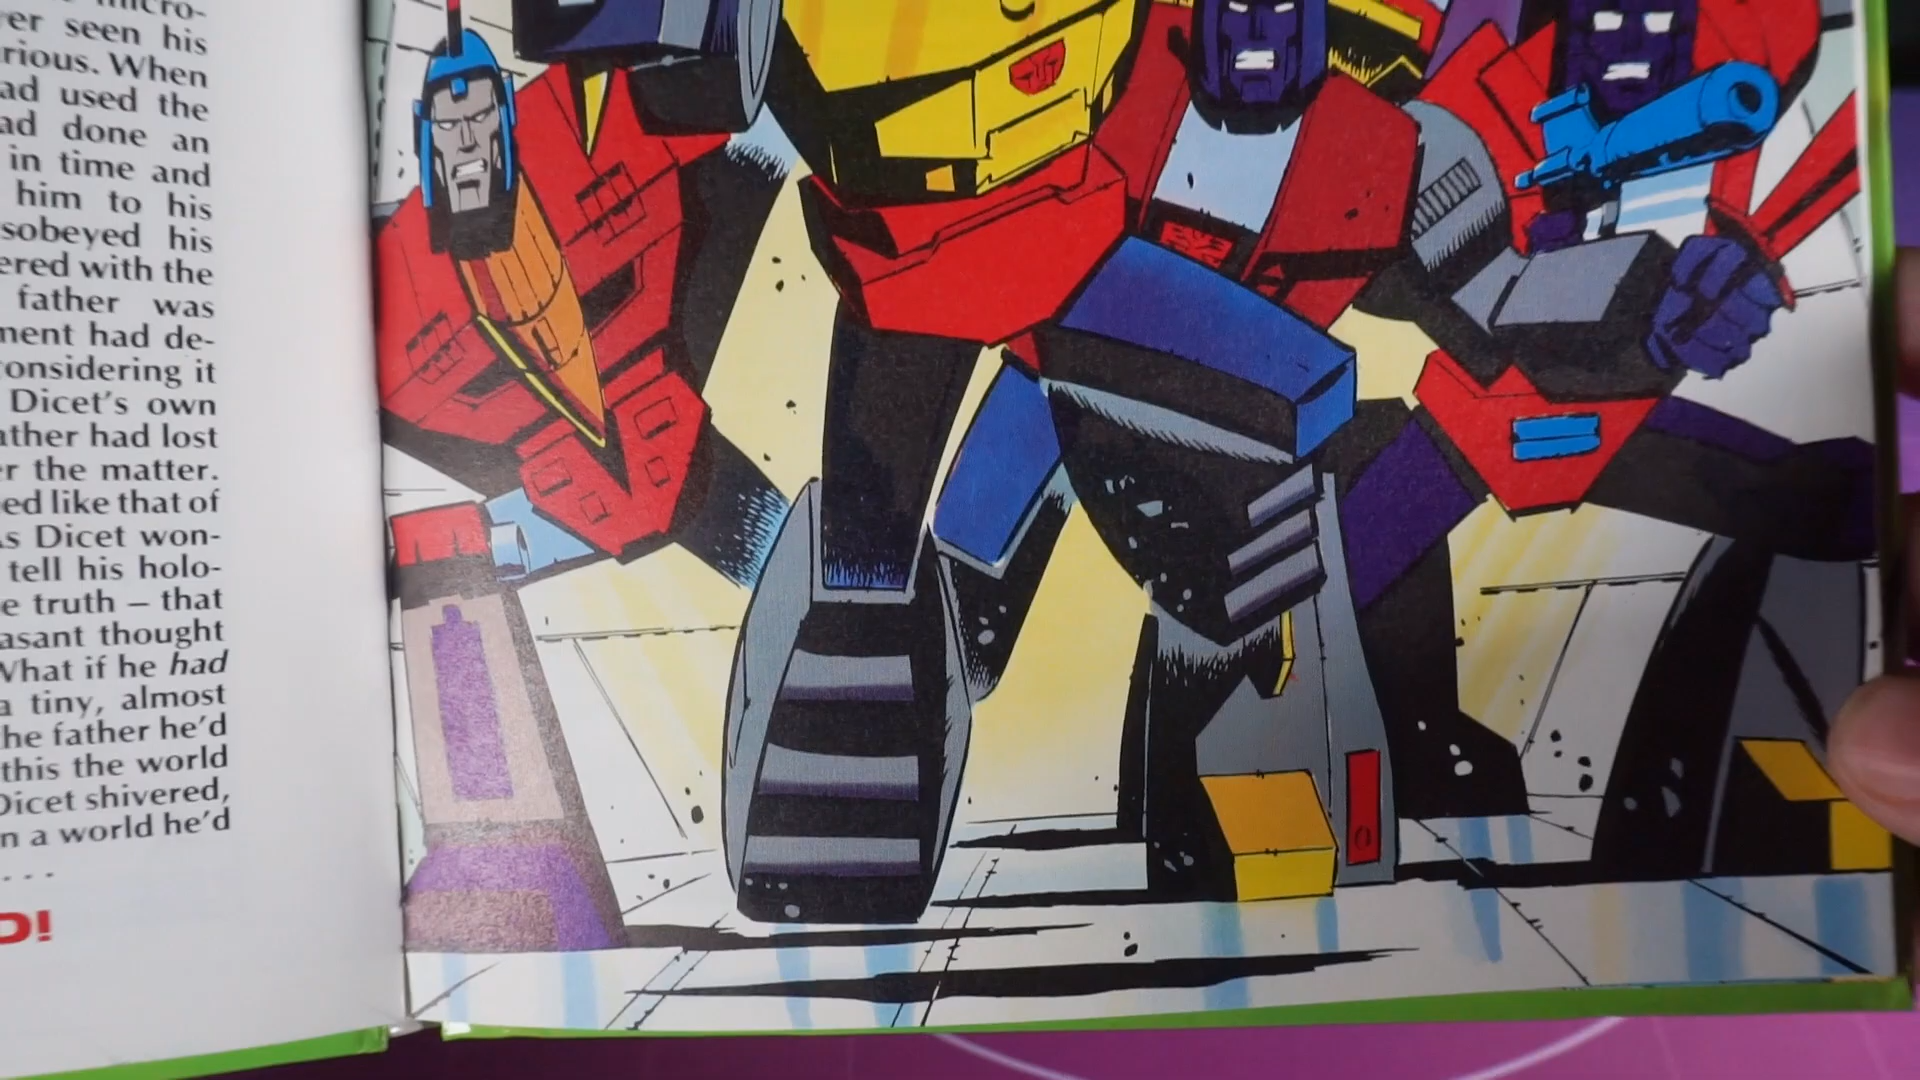 micro-
er seen his
rious. When
ad used the
ad done an
in time and
him to his
sobeyed his
ered with the
father was
ment had de-
considering it
Dicet's own
ather had lost
er the matter.
ed like that of
As Dicet won-
tell his holo-
e truth – that
asant thought
What if he had
a tiny, almost
he father he'd
this the world
Dicet shivered,
n a world he'd
. . . .
D!